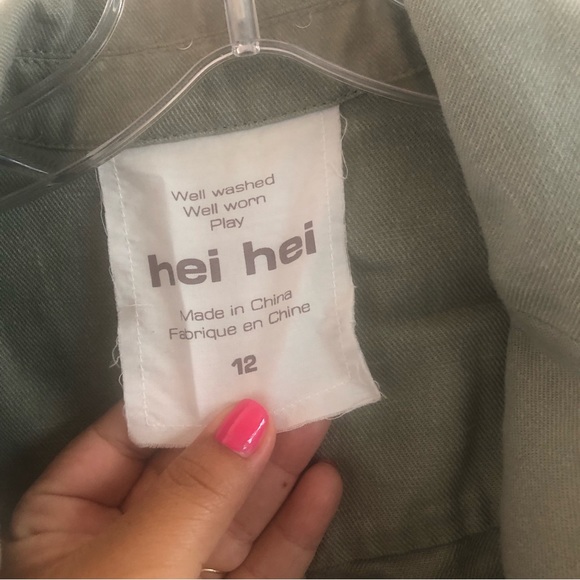 Well washed
Well worn
Play
hei hei
Made in China
Fabrique en Chine
12